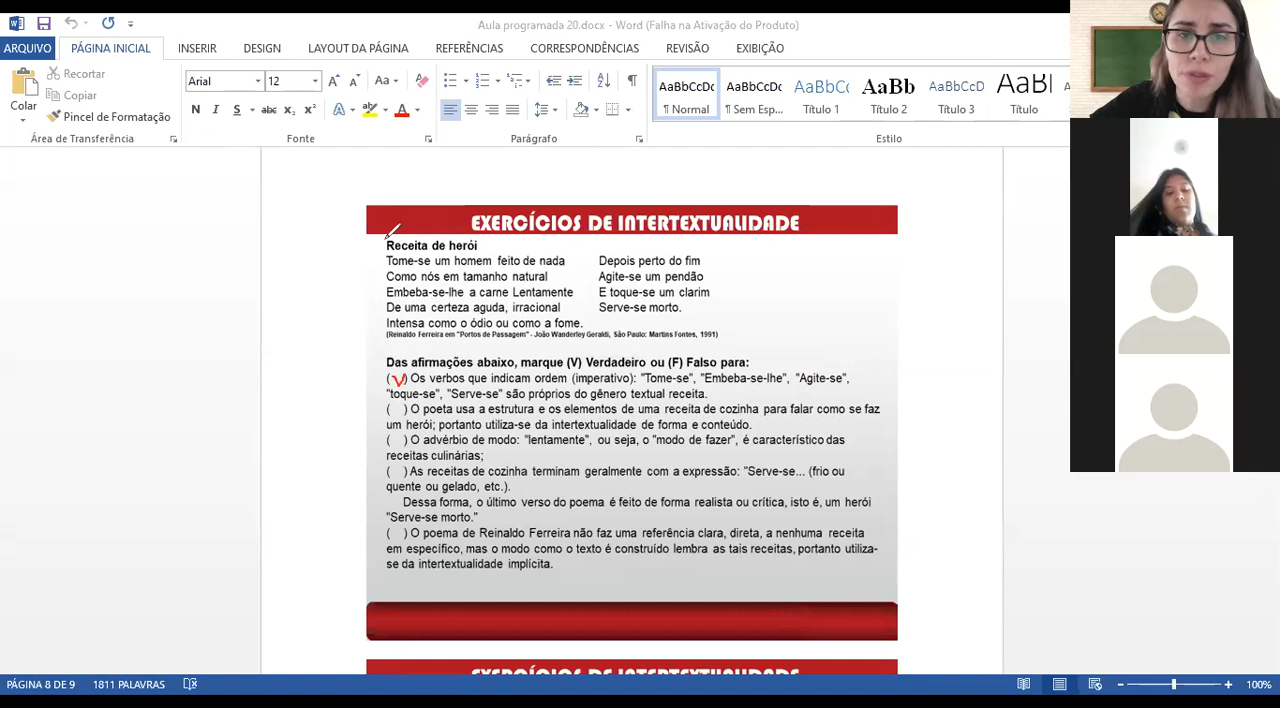 Aula programada 20.docx - Word (Falha na Ativação do Produto)
ARQUIVO PÁGINA INICIAL INSERIR DESIGN LAYOUT DA PÁGINA REFERÊNCIAS CORRESPONDÊNCIAS REVISÃO EXIBIÇÃO
Colar
Recortar
Copiar
Pincel de Formatação
Área de Transferência
Arial 12
Aa
N I S abc x₂ x²
Fonte
Parágrafo
AaBbCcDc AaBbCcDc AaBbCc AaBb AaBbCcD AaBl
¶ Normal ¶ Sem Esp... Título 1 Título 2 Título 3 Título
Estilo
EXERCÍCIOS DE INTERTEXTUALIDADE
Receita de herói
Tome-se um homem feito de nada
Como nós em tamanho natural
Embeba-se-lhe a carne Lentamente
De uma certeza aguda, irracional
Intensa como o ódio ou como a fome.
Depois perto do fim
Agite-se um pendão
E toque-se um clarim
Serve-se morto.
(Reinaldo Ferreira em "Portos de Passagem" - João Wanderley Geraldi, São Paulo: Martins Fontes, 1991)
Das afirmações abaixo, marque (V) Verdadeiro ou (F) Falso para:
(V) Os verbos que indicam ordem (imperativo): "Tome-se", "Embeba-se-lhe", "Agite-se",
"toque-se", "Serve-se" são próprios do gênero textual receita.
( ) O poeta usa a estrutura e os elementos de uma receita de cozinha para falar como se faz
um herói; portanto utiliza-se da intertextualidade de forma e conteúdo.
( ) O advérbio de modo: "lentamente", ou seja, o "modo de fazer", é característico das
receitas culinárias;
( ) As receitas de cozinha terminam geralmente com a expressão: "Serve-se... (frio ou
quente ou gelado, etc.).
Dessa forma, o último verso do poema é feito de forma realista ou crítica, isto é, um herói
"Serve-se morto."
( ) O poema de Reinaldo Ferreira não faz uma referência clara, direta, a nenhuma receita
em específico, mas o modo como o texto é construído lembra as tais receitas, portanto utiliza-
se da intertextualidade implícita.
EXERCÍCIOS DE INTERTEXTUALIDADE
PÁGINA 8 DE 9 1811 PALAVRAS 100%